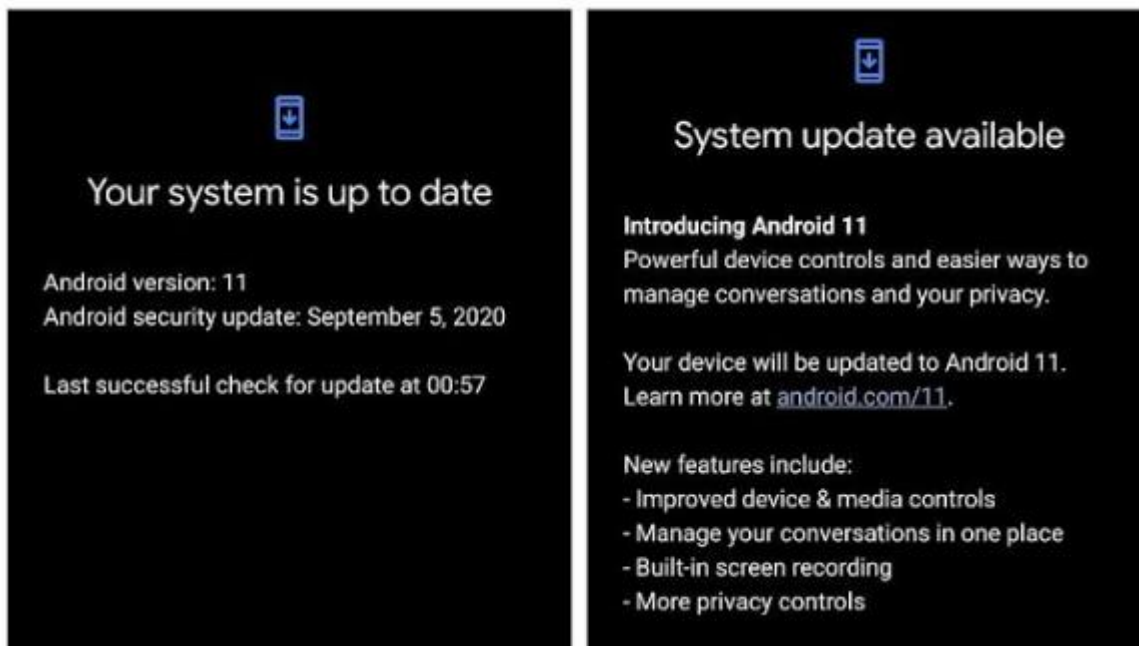 Your system is up to date
Android version: 11
Android security update: September 5, 2020
Last successful check for update at 00:57
System update available
Introducing Android 11
Powerful device controls and easier ways to
manage conversations and your privacy.
Your device will be updated to Android 11.
Learn more at android.com/11.
New features include:
- Improved device & media controls
- Manage your conversations in one place
- Built-in screen recording
- More privacy controls